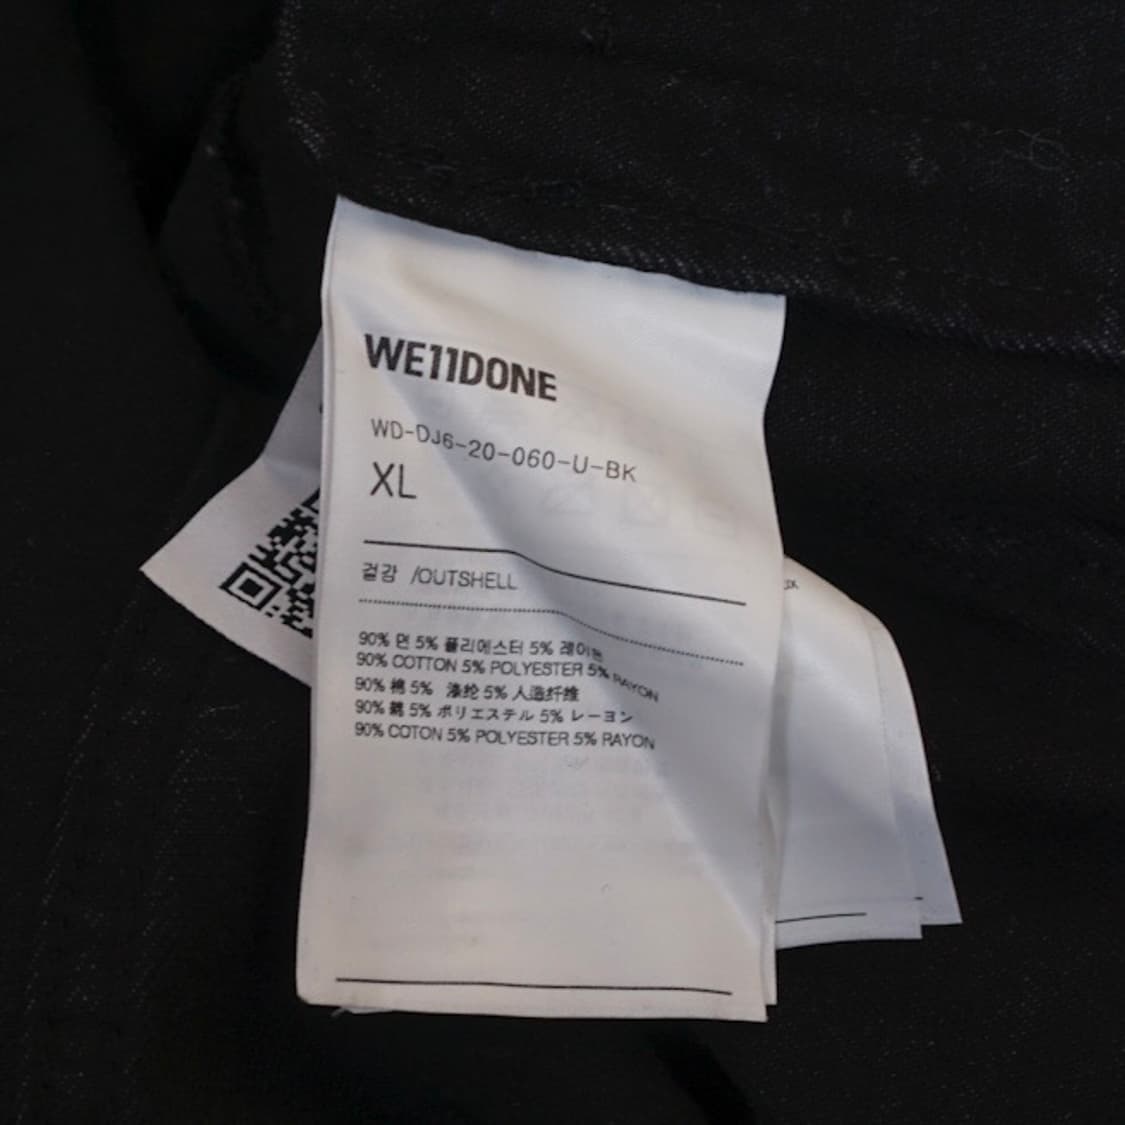 WE11DONE
WD-DJ6-20-060-U-BK
XL
겉감 /OUTSHELL
90% 면 5% 폴리에스터 5% 레이온
90% COTTON 5% POLYESTER 5% RAYON
90% 棉 5% 涤纶 5% 人造纤维
90% 綿 5% ポリエステル 5% レーヨン
90% COTON 5% POLYESTER 5% RAYON